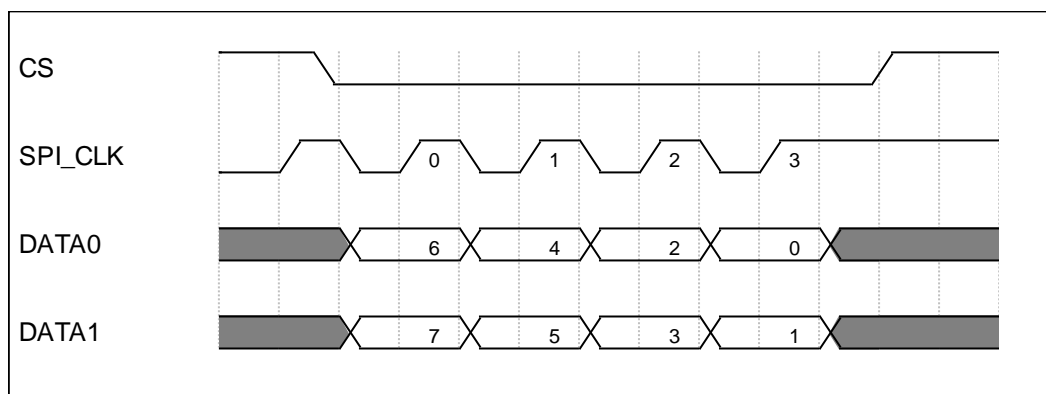 CS
SPI_CLK 0 1 2 3
DATA0 6 4 2 0
DATA1 7 5 3 1